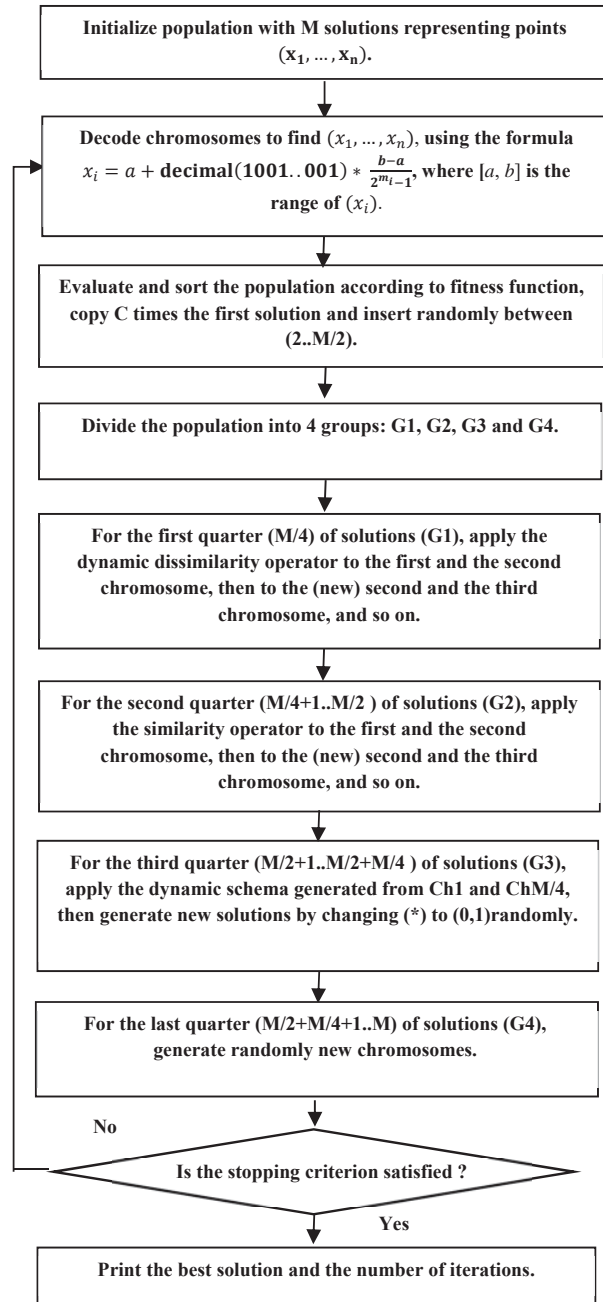 Initialize population with M solutions representing points
(x₁, … , xₙ).
Decode chromosomes to find (x₁, … , xₙ), using the formula
xᵢ = a + decimal(1001..001) * (b−a)/(2^{mᵢ}−1), where [a, b] is the
range of (xᵢ).
Evaluate and sort the population according to fitness function,
copy C times the first solution and insert randomly between
(2..M/2).
Divide the population into 4 groups: G1, G2, G3 and G4.
For the first quarter (M/4) of solutions (G1), apply the
dynamic dissimilarity operator to the first and the second
chromosome, then to the (new) second and the third
chromosome, and so on.
For the second quarter (M/4+1..M/2 ) of solutions (G2), apply
the similarity operator to the first and the second
chromosome, then to the (new) second and the third
chromosome, and so on.
For the third quarter (M/2+1..M/2+M/4 ) of solutions (G3),
apply the dynamic schema generated from Ch1 and ChM/4,
then generate new solutions by changing (*) to (0,1)randomly.
For the last quarter (M/2+M/4+1..M) of solutions (G4),
generate randomly new chromosomes.
No
Is the stopping criterion satisfied ?
Yes
Print the best solution and the number of iterations.